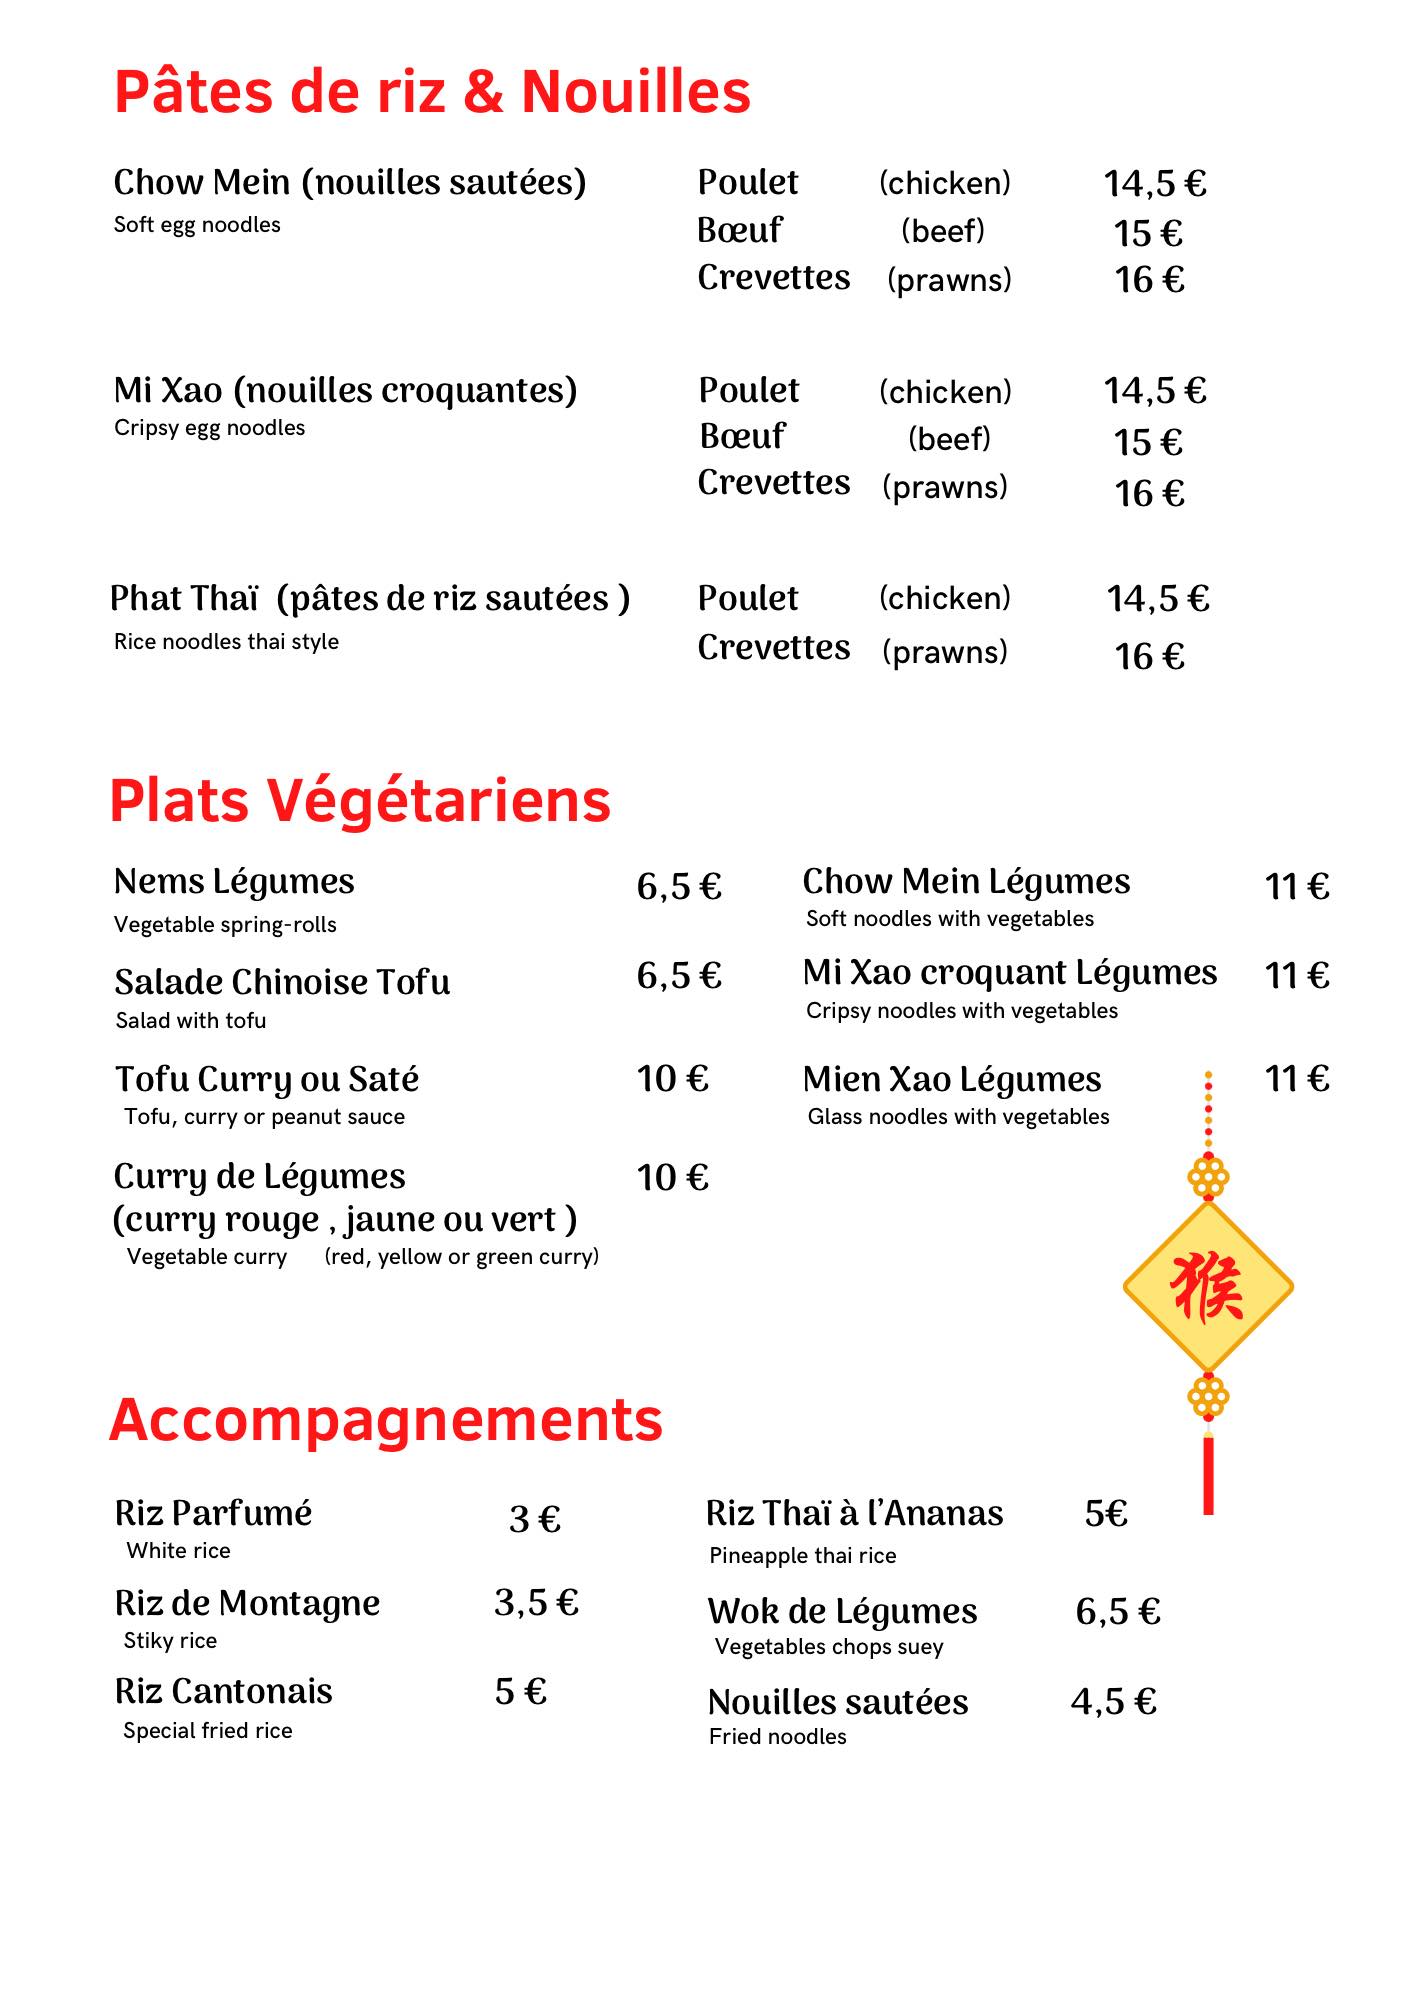 Pâtes de riz & Nouilles
Chow Mein (nouilles sautées) Poulet (chicken) 14,5 €
Soft egg noodles
Bœuf (beef) 15 €
Crevettes (prawns) 16 €
Mi Xao (nouilles croquantes) Poulet (chicken) 14,5 €
Cripsy egg noodles
Bœuf (beef) 15 €
Crevettes (prawns) 16 €
Phat Thaï (pâtes de riz sautées ) Poulet (chicken) 14,5 €
Rice noodles thai style
Crevettes (prawns) 16 €
Plats Végétariens
Nems Légumes 6,5 €
Vegetable spring-rolls
Salade Chinoise Tofu 6,5 €
Salad with tofu
Tofu Curry ou Saté 10 €
Tofu, curry or peanut sauce
Curry de Légumes 10 €
(curry rouge , jaune ou vert )
Vegetable curry (red, yellow or green curry)
Chow Mein Légumes 11 €
Soft noodles with vegetables
Mi Xao croquant Légumes 11 €
Cripsy noodles with vegetables
Mien Xao Légumes 11 €
Glass noodles with vegetables
猴
Accompagnements
Riz Parfumé 3 €
White rice
Riz de Montagne 3,5 €
Stiky rice
Riz Cantonais 5 €
Special fried rice
Riz Thaï à l’Ananas 5€
Pineapple thai rice
Wok de Légumes 6,5 €
Vegetables chops suey
Nouilles sautées 4,5 €
Fried noodles